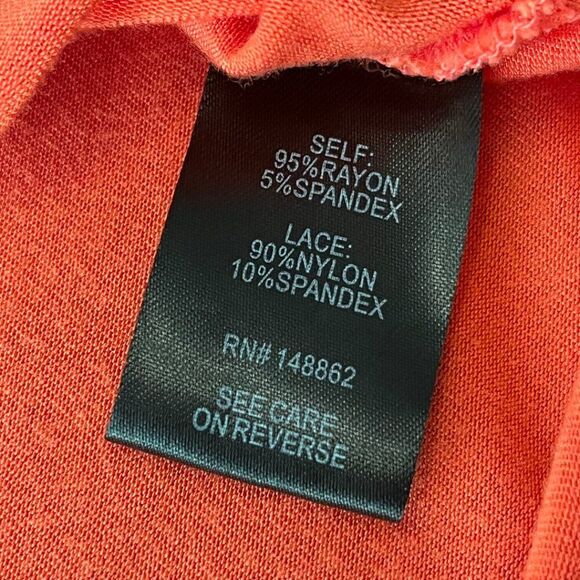 SELF:
95%RAYON
5%SPANDEX
LACE:
90%NYLON
10%SPANDEX
RN# 148862
SEE CARE
ON REVERSE